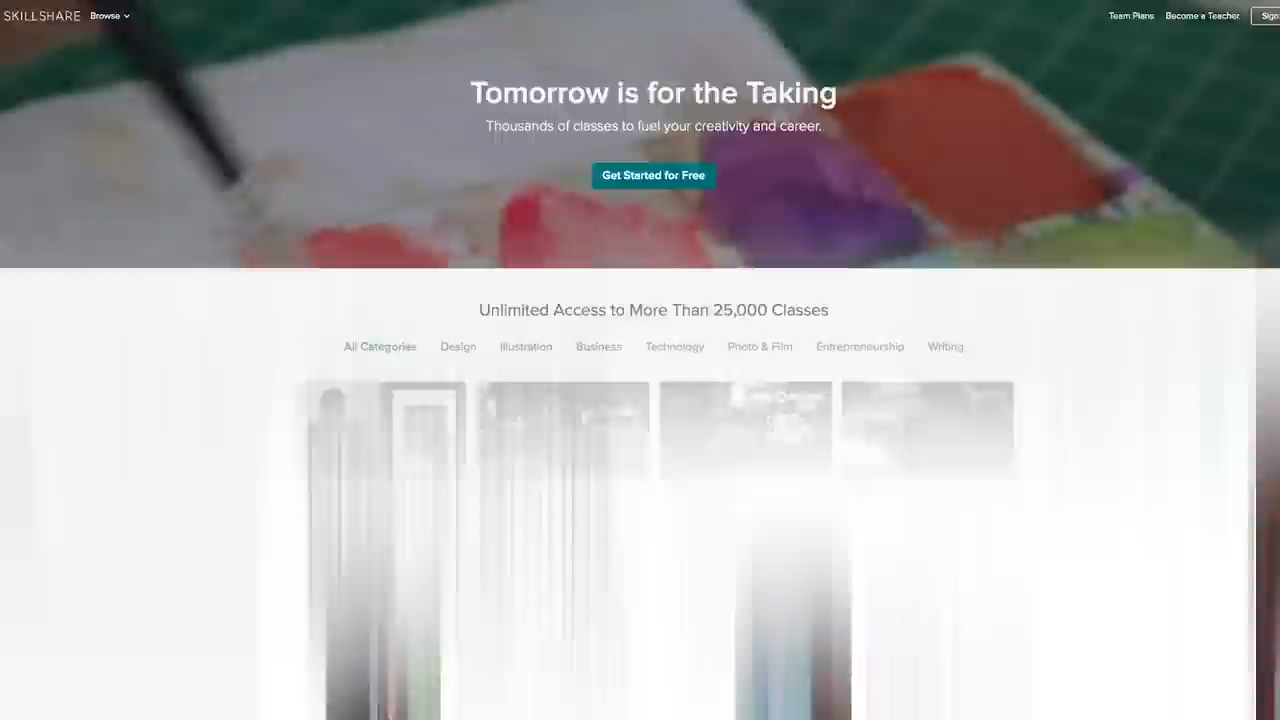 SKILLSHARE Browse Team Plans Become a Teacher Sign
Tomorrow is for the Taking
Thousands of classes to fuel your creativity and career.
Get Started for Free
Unlimited Access to More Than 25,000 Classes
All Categories Design Illustration Business Technology Photo & Film Entrepreneurship Writing